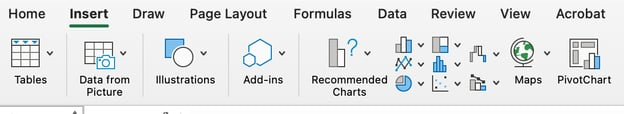 Home Insert Draw Page Layout Formulas Data Review View Acrobat
Tables Data from Illustrations Add-ins Recommended Maps PivotChart
Picture Charts